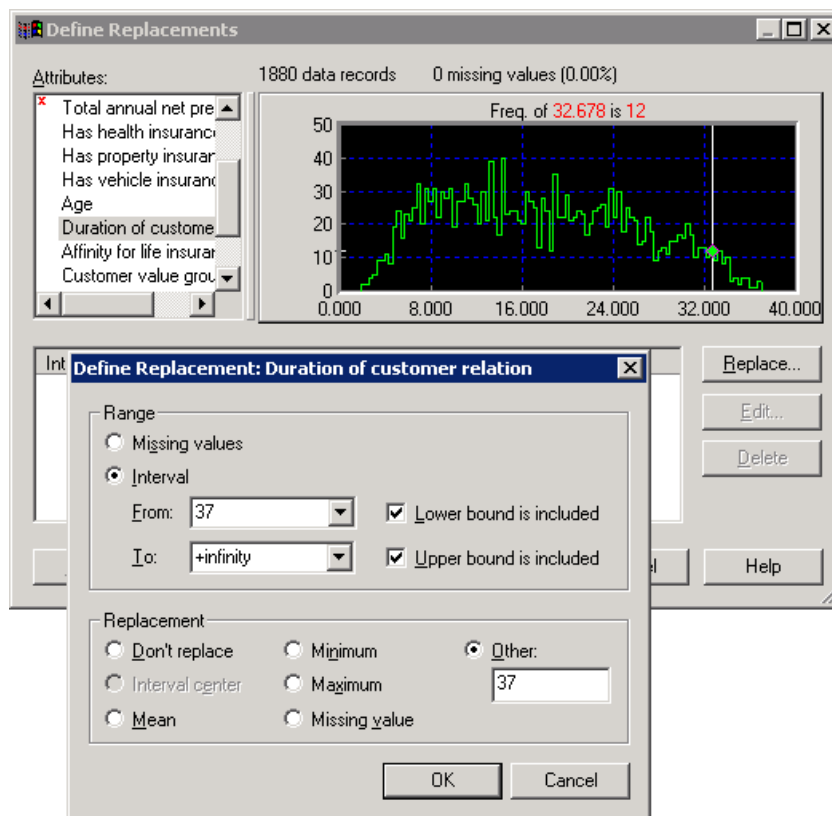 Define Replacements
Attributes:
1880 data records 0 missing values (0.00%)
Total annual net pre
Has health insuranc
Has property insurar
Has vehicle insuranc
Age
Duration of custome
Affinity for life insurar
Customer value grou
Freq. of 32.678 is 12
50
40
30
20
10
0
0.000 8.000 16.000 24.000 32.000 40.000
Int
Replace...
Edit...
Delete
Help
Define Replacement: Duration of customer relation
Range
Missing values
Interval
From: 37 Lower bound is included
To: +infinity Upper bound is included
Replacement
Don't replace Minimum Other:
Interval center Maximum 37
Mean Missing value
OK Cancel